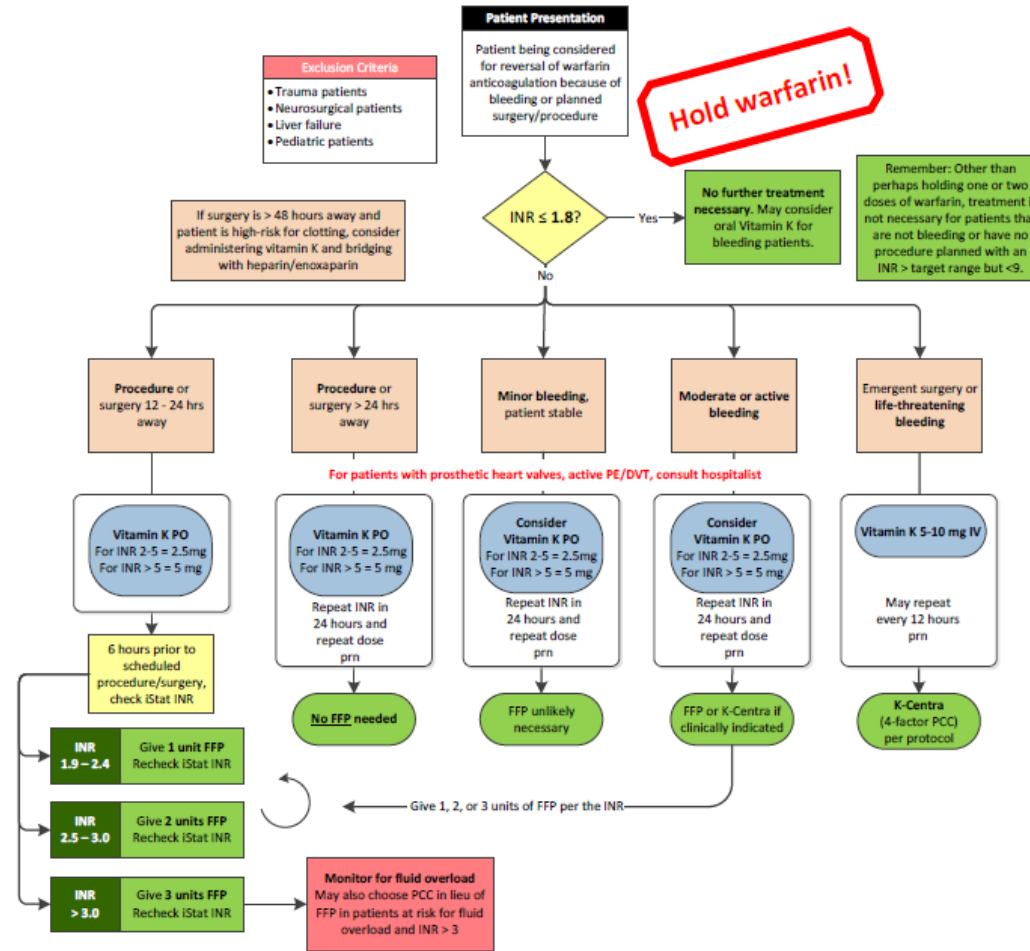 Patient Presentation
Patient being considered
for reversal of warfarin
anticoagulation because of
bleeding or planned
surgery/procedure
Exclusion Criteria
• Trauma patients
• Neurosurgical patients
• Liver failure
• Pediatric patients
Hold warfarin!
If surgery is > 48 hours away and
patient is high-risk for clotting, consider
administering vitamin K and bridging
with heparin/enoxaparin
INR ≤ 1.8?
Yes
No further treatment
necessary. May consider
oral Vitamin K for
bleeding patients.
Remember: Other than
perhaps holding one or two
doses of warfarin, treatment i
not necessary for patients tha
are not bleeding or have no
procedure planned with an
INR > target range but <9.
No
Procedure or
surgery 12 - 24 hrs
away
Procedure or
surgery > 24 hrs
away
Minor bleeding,
patient stable
Moderate or active
bleeding
Emergent surgery or
life-threatening
bleeding
For patients with prosthetic heart valves, active PE/DVT, consult hospitalist
Vitamin K PO
For INR 2-5 = 2.5mg
For INR > 5 = 5 mg
Vitamin K PO
For INR 2-5 = 2.5mg
For INR > 5 = 5 mg
Repeat INR in
24 hours and
repeat dose
prn
Consider
Vitamin K PO
For INR 2-5 = 2.5mg
For INR > 5 = 5 mg
Repeat INR in
24 hours and
repeat dose
prn
Consider
Vitamin K PO
For INR 2-5 = 2.5mg
For INR > 5 = 5 mg
Repeat INR in
24 hours and
repeat dose
prn
Vitamin K 5-10 mg IV
May repeat
every 12 hours
prn
6 hours prior to
scheduled
procedure/surgery,
check iStat INR
No FFP needed
FFP unlikely
necessary
FFP or K-Centra if
clinically indicated
K-Centra
(4-factor PCC)
per protocol
INR
1.9 – 2.4
Give 1 unit FFP
Recheck iStat INR
Give 1, 2, or 3 units of FFP per the INR
INR
2.5 – 3.0
Give 2 units FFP
Recheck iStat INR
INR
> 3.0
Give 3 units FFP
Recheck iStat INR
Monitor for fluid overload
May also choose PCC in lieu of
FFP in patients at risk for fluid
overload and INR > 3